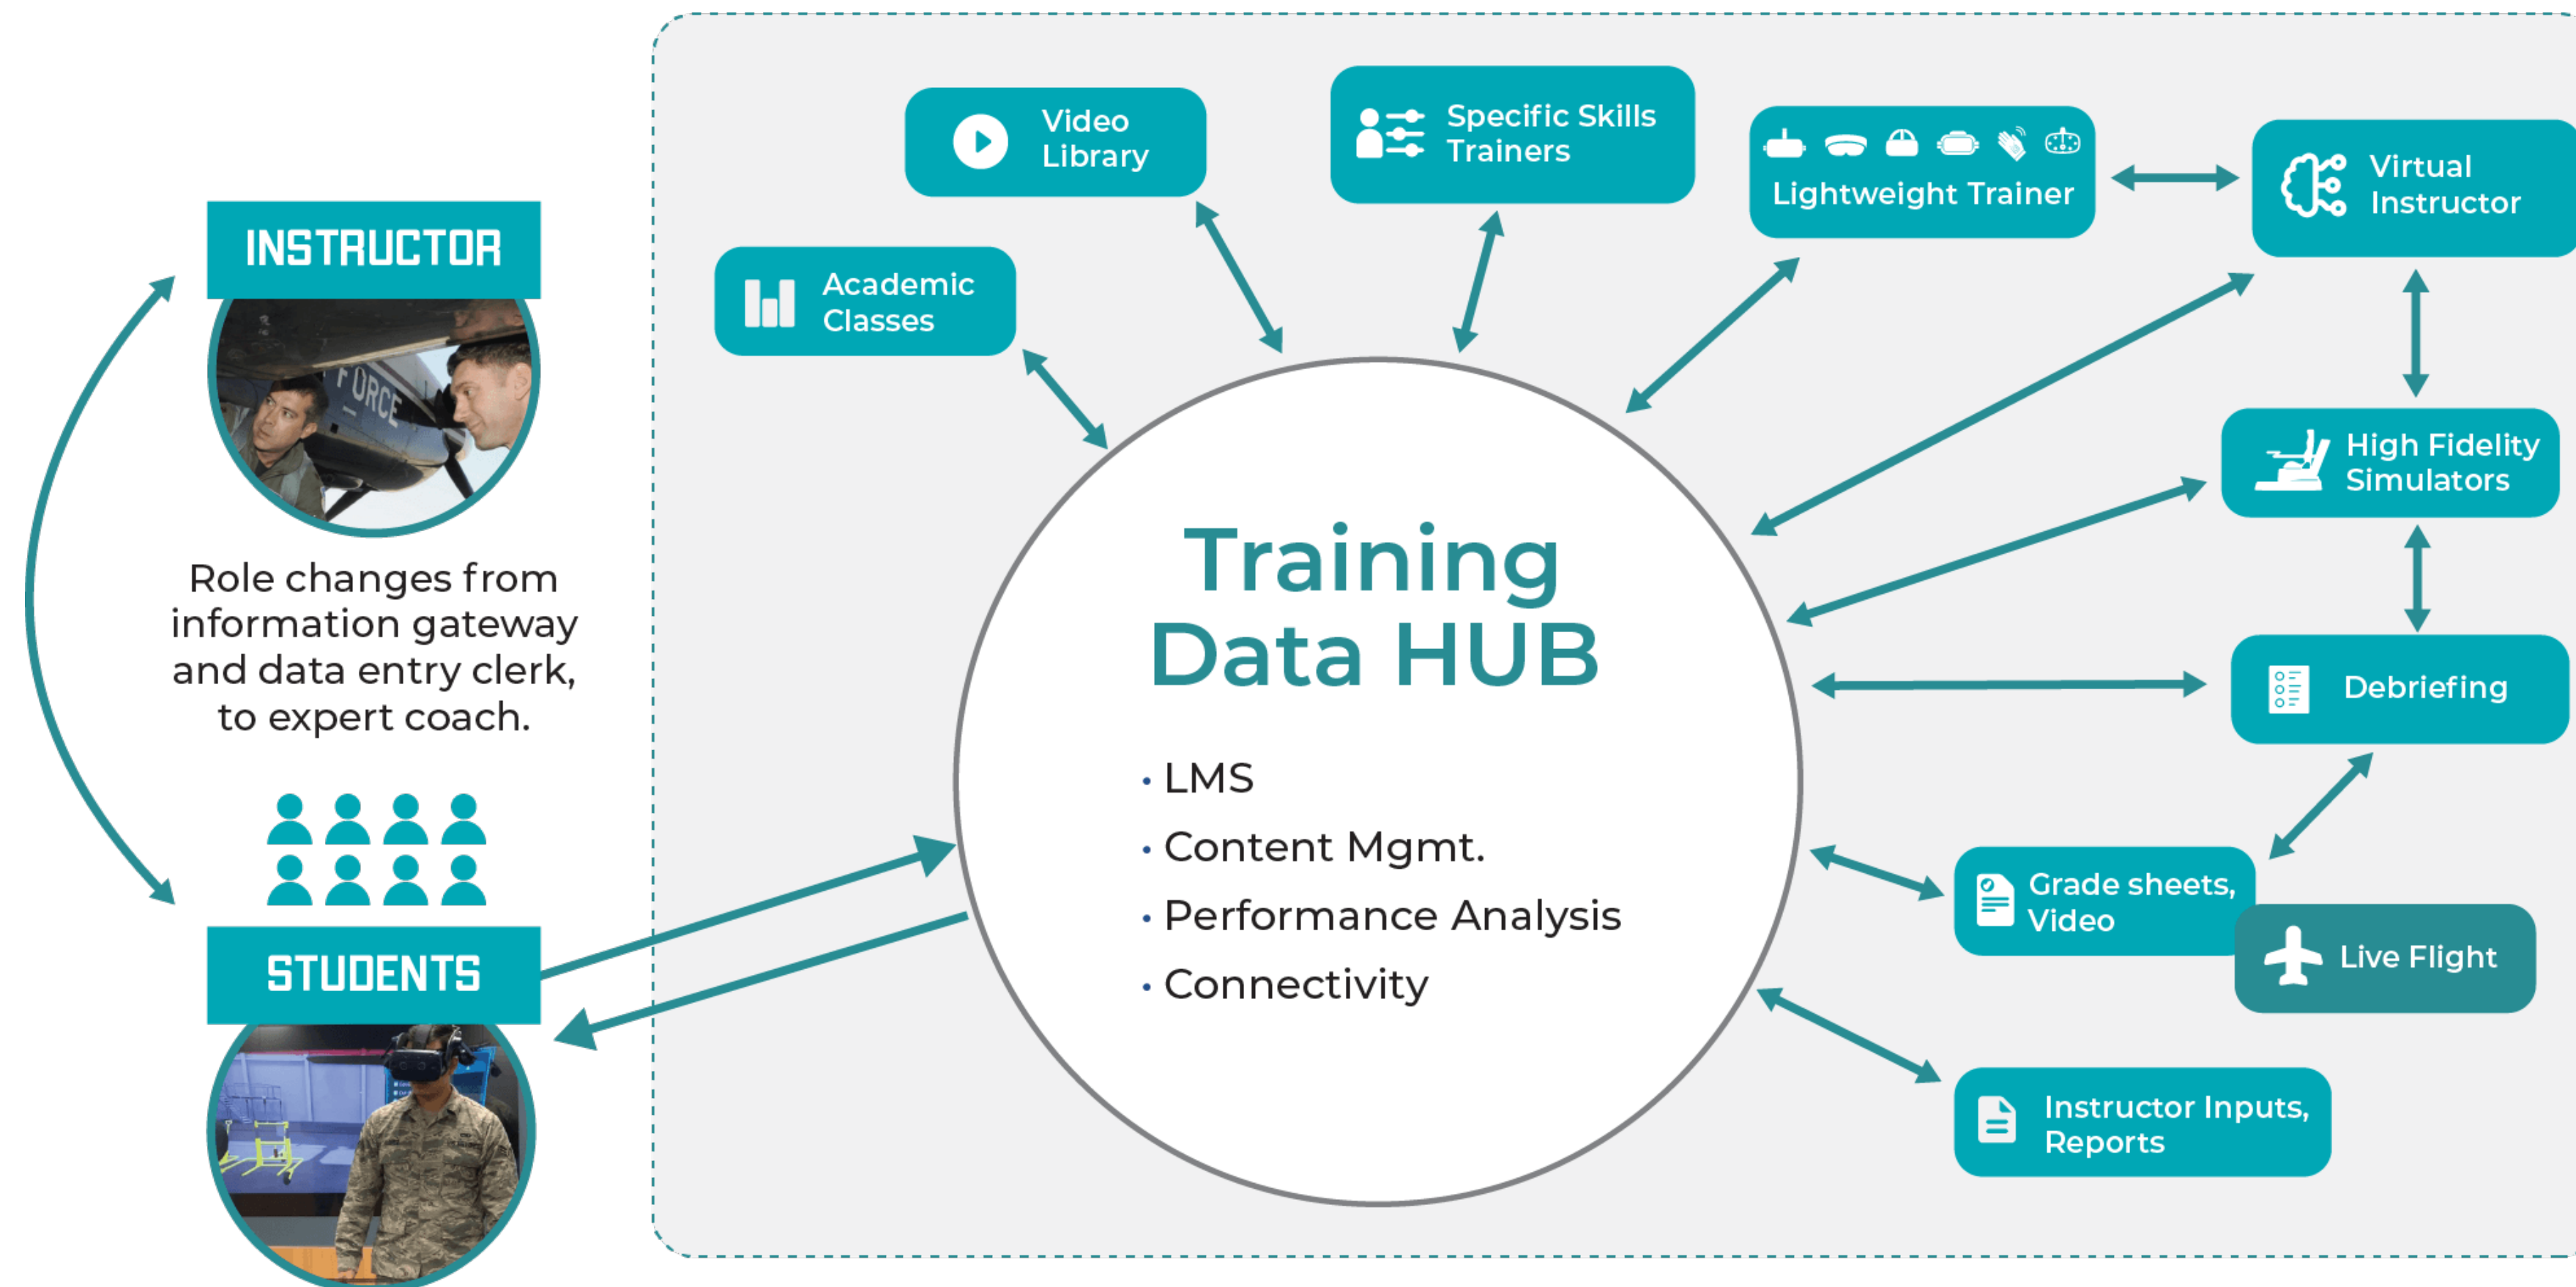 INSTRUCTOR
FORCE
Role changes from
information gateway
and data entry clerk,
to expert coach.
STUDENTS
Academic
Classes
Video
Library
Specific Skills
Trainers
Lightweight Trainer
Virtual
Instructor
High Fidelity
Simulators
Debriefing
Grade sheets,
Video
Live Flight
Instructor Inputs,
Reports
Training
Data HUB
• LMS
• Content Mgmt.
• Performance Analysis
• Connectivity